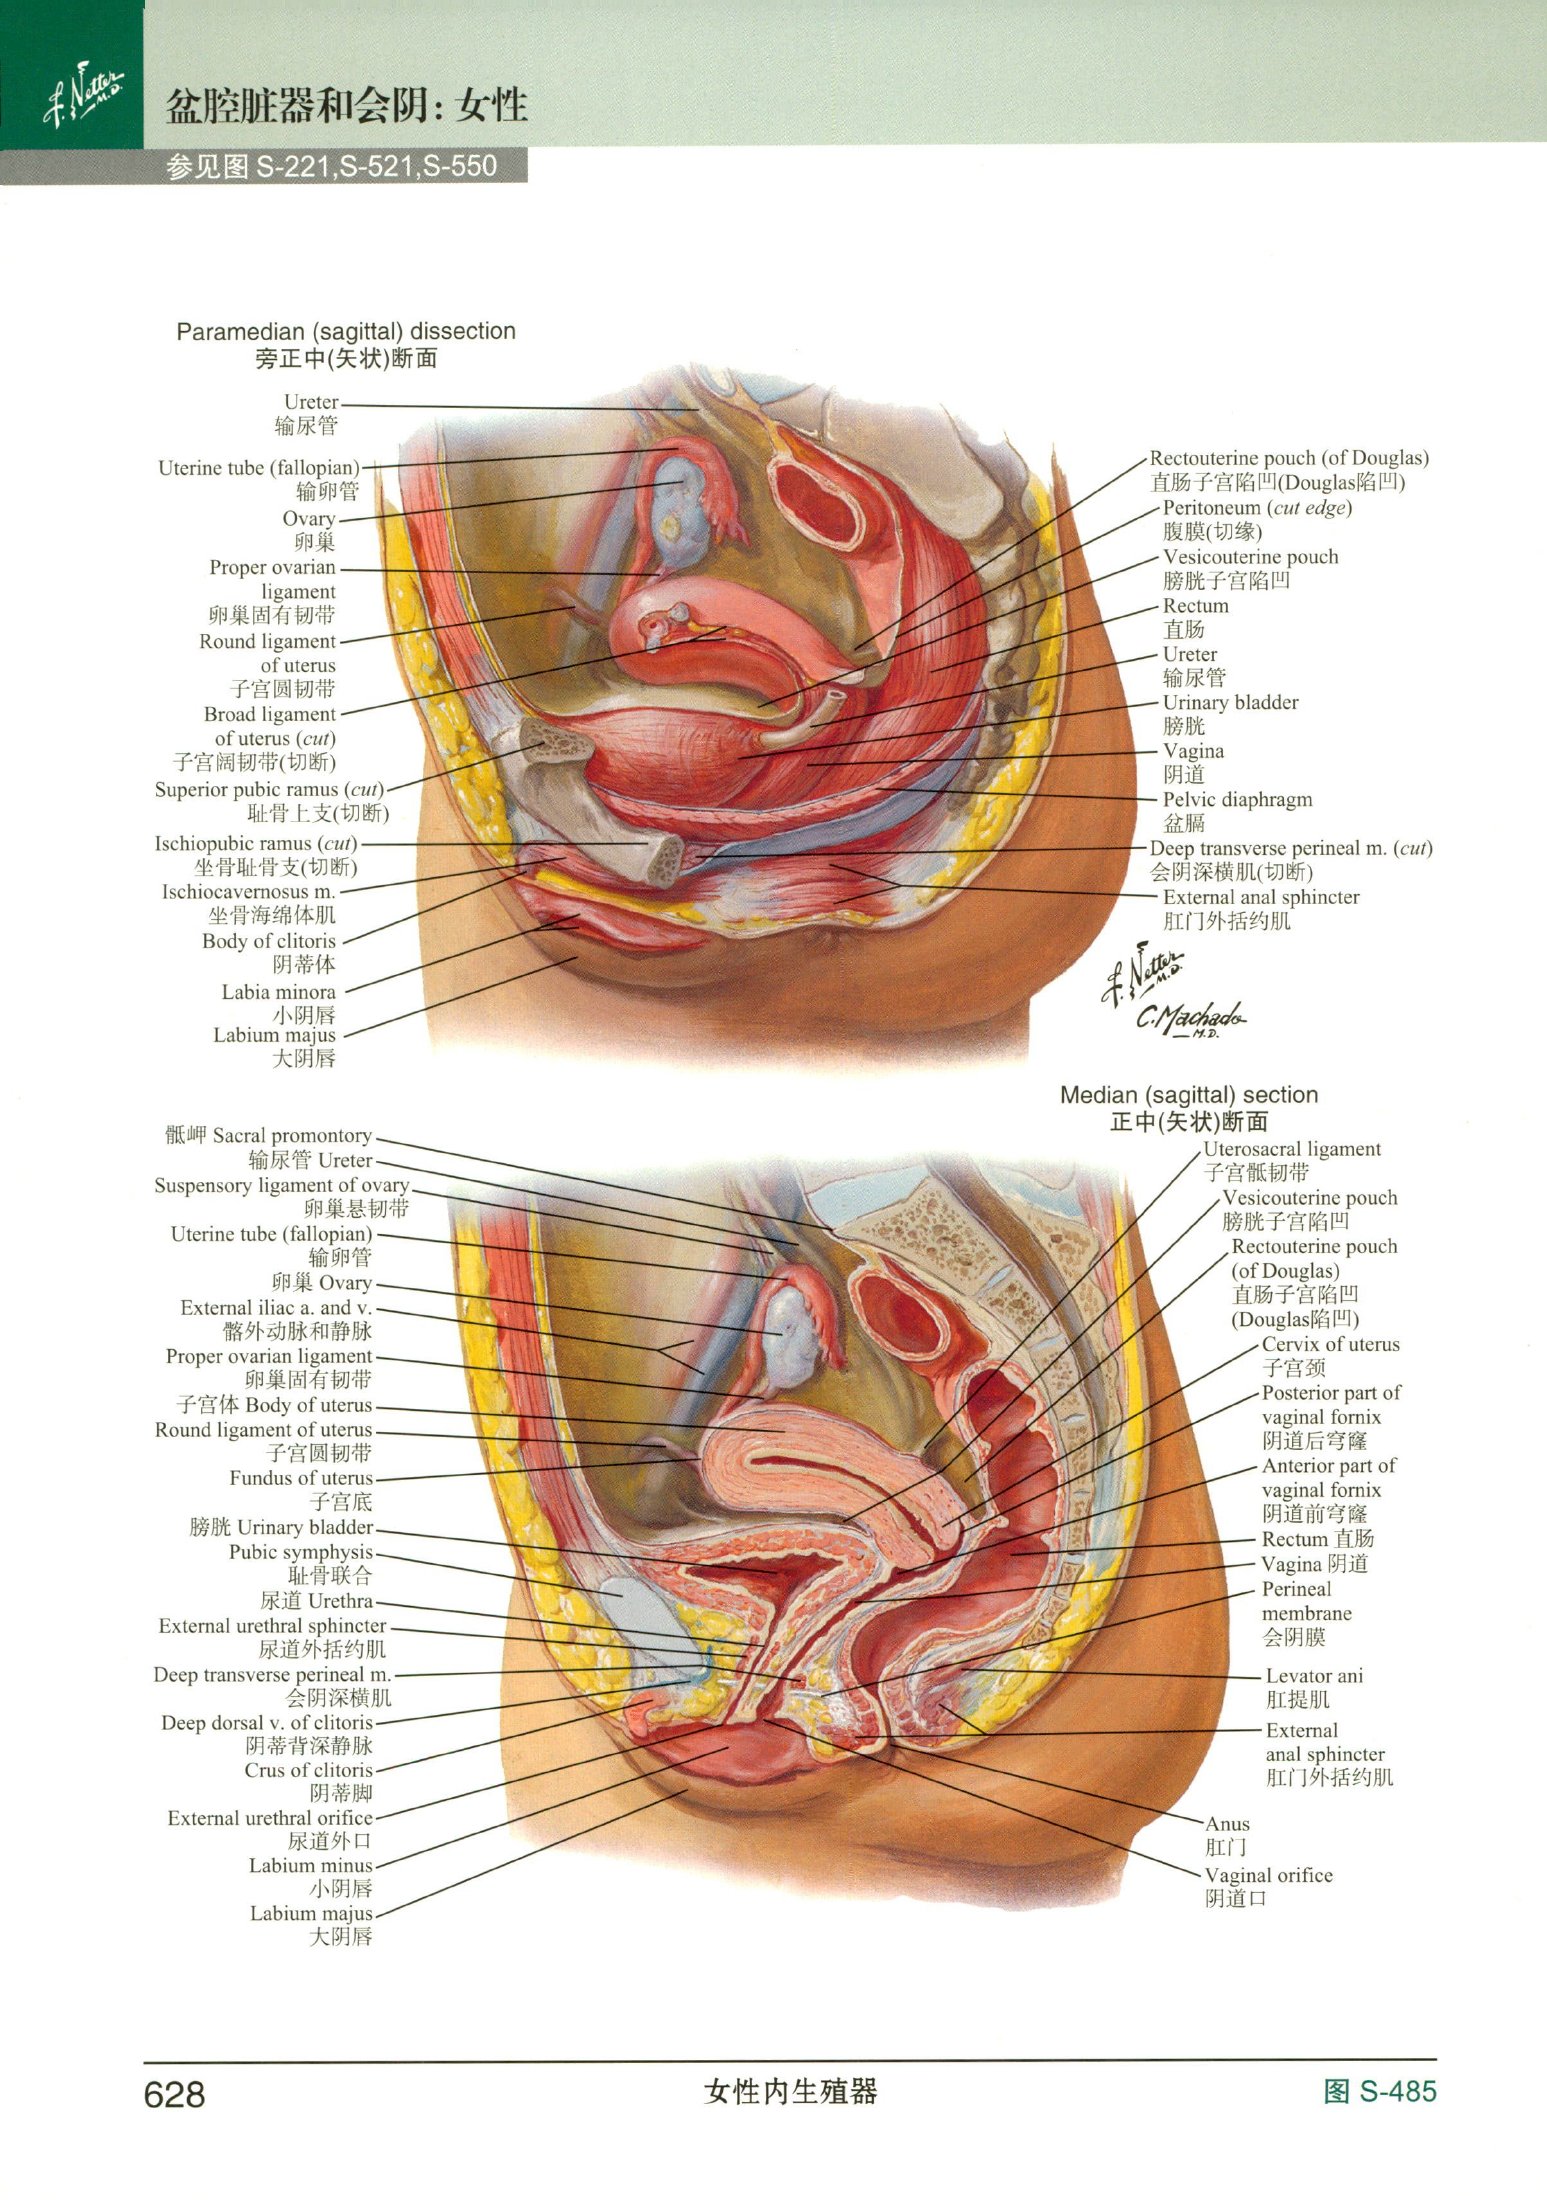 F. Netter M.D.
盆腔脏器和会阴：女性
参见图 S-221,S-521,S-550
Paramedian (sagittal) dissection
旁正中(矢状)断面
Ureter
输尿管
Uterine tube (fallopian)
输卵管
Ovary
卵巢
Proper ovarian
ligament
卵巢固有韧带
Round ligament
of uterus
子宫圆韧带
Broad ligament
of uterus (cut)
子宫阔韧带(切断)
Superior pubic ramus (cut)
耻骨上支(切断)
Ischiopubic ramus (cut)
坐骨耻骨支(切断)
Ischiocavernosus m.
坐骨海绵体肌
Body of clitoris
阴蒂体
Labia minora
小阴唇
Labium majus
大阴唇
Rectouterine pouch (of Douglas)
直肠子宫陷凹(Douglas陷凹)
Peritoneum (cut edge)
腹膜(切缘)
Vesicouterine pouch
膀胱子宫陷凹
Rectum
直肠
Ureter
输尿管
Urinary bladder
膀胱
Vagina
阴道
Pelvic diaphragm
盆膈
Deep transverse perineal m. (cut)
会阴深横肌(切断)
External anal sphincter
肛门外括约肌
F. Netter M.D.
C. Machado
M.D.
Median (sagittal) section
正中(矢状)断面
骶岬 Sacral promontory
输尿管 Ureter
Suspensory ligament of ovary
卵巢悬韧带
Uterine tube (fallopian)
输卵管
卵巢 Ovary
External iliac a. and v.
髂外动脉和静脉
Proper ovarian ligament
卵巢固有韧带
子宫体 Body of uterus
Round ligament of uterus
子宫圆韧带
Fundus of uterus
子宫底
膀胱 Urinary bladder
Pubic symphysis
耻骨联合
尿道 Urethra
External urethral sphincter
尿道外括约肌
Deep transverse perineal m.
会阴深横肌
Deep dorsal v. of clitoris
阴蒂背深静脉
Crus of clitoris
阴蒂脚
External urethral orifice
尿道外口
Labium minus
小阴唇
Labium majus
大阴唇
Uterosacral ligament
子宫骶韧带
Vesicouterine pouch
膀胱子宫陷凹
Rectouterine pouch
(of Douglas)
直肠子宫陷凹
(Douglas陷凹)
Cervix of uterus
子宫颈
Posterior part of
vaginal fornix
阴道后穹窿
Anterior part of
vaginal fornix
阴道前穹窿
Rectum 直肠
Vagina 阴道
Perineal
membrane
会阴膜
Levator ani
肛提肌
External
anal sphincter
肛门外括约肌
Anus
肛门
Vaginal orifice
阴道口
628
女性内生殖器
图 S-485